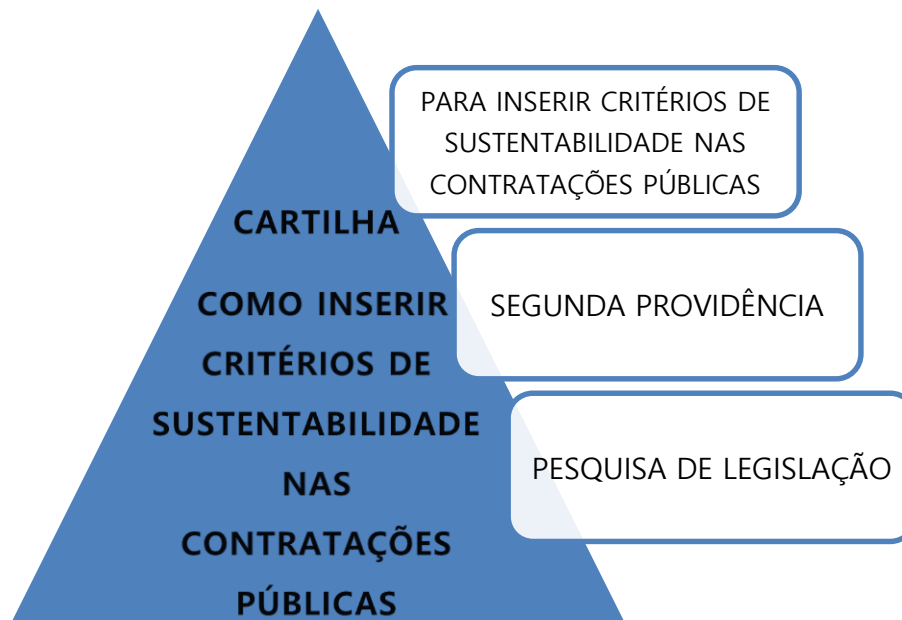 CARTILHA
COMO INSERIR
CRITÉRIOS DE
SUSTENTABILIDADE
NAS
CONTRATAÇÕES
PÚBLICAS
PARA INSERIR CRITÉRIOS DE
SUSTENTABILIDADE NAS
CONTRATAÇÕES PÚBLICAS
SEGUNDA PROVIDÊNCIA
PESQUISA DE LEGISLAÇÃO